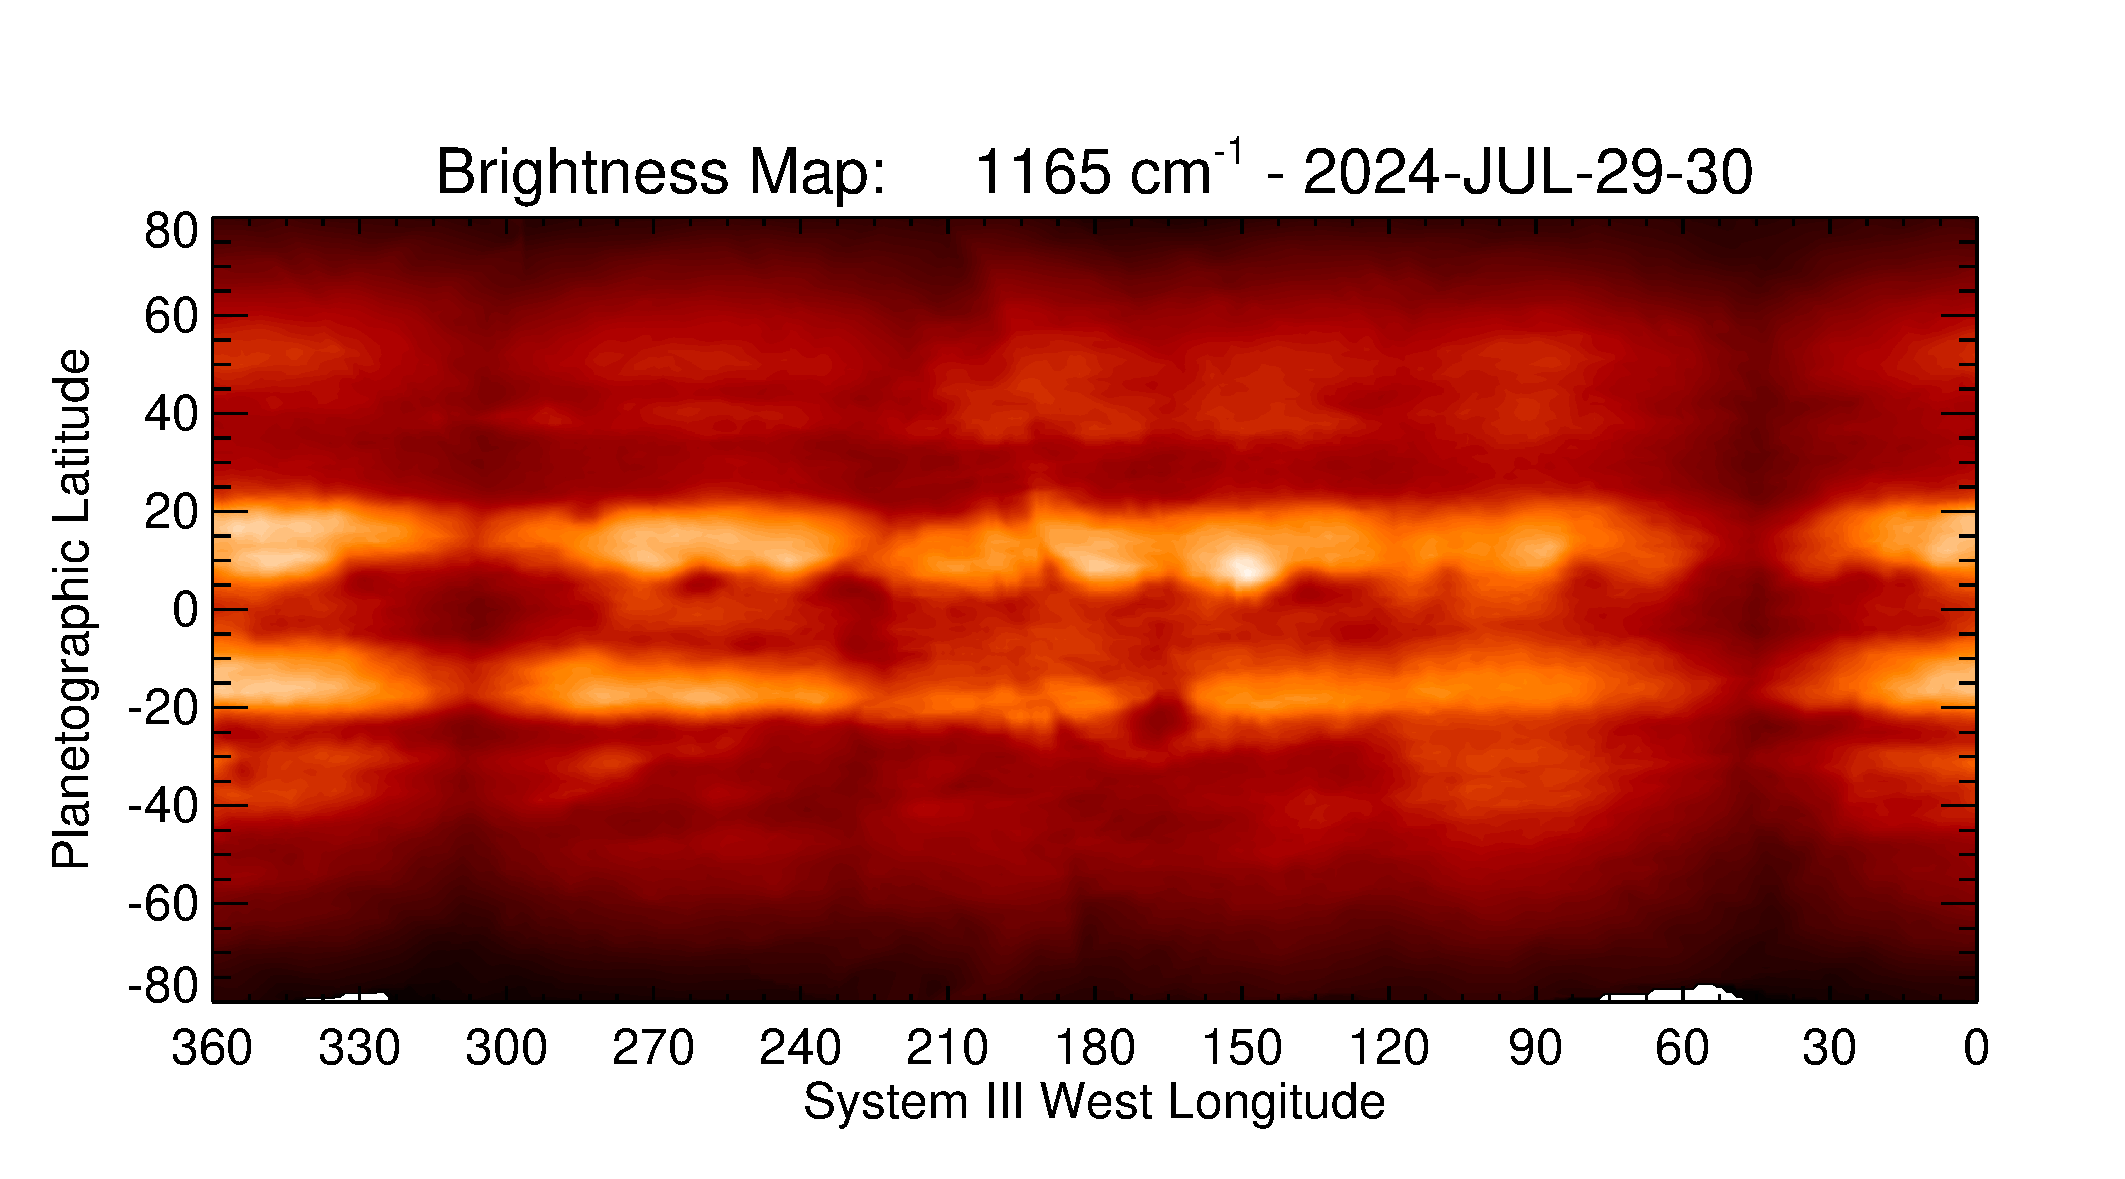 Brightness Map: 1165 cm⁻¹ - 2024-JUL-29-30
80
60
40
20
0
-20
-40
-60
-80
Planetographic Latitude
360 330 300 270 240 210 180 150 120 90 60 30 0
System III West Longitude